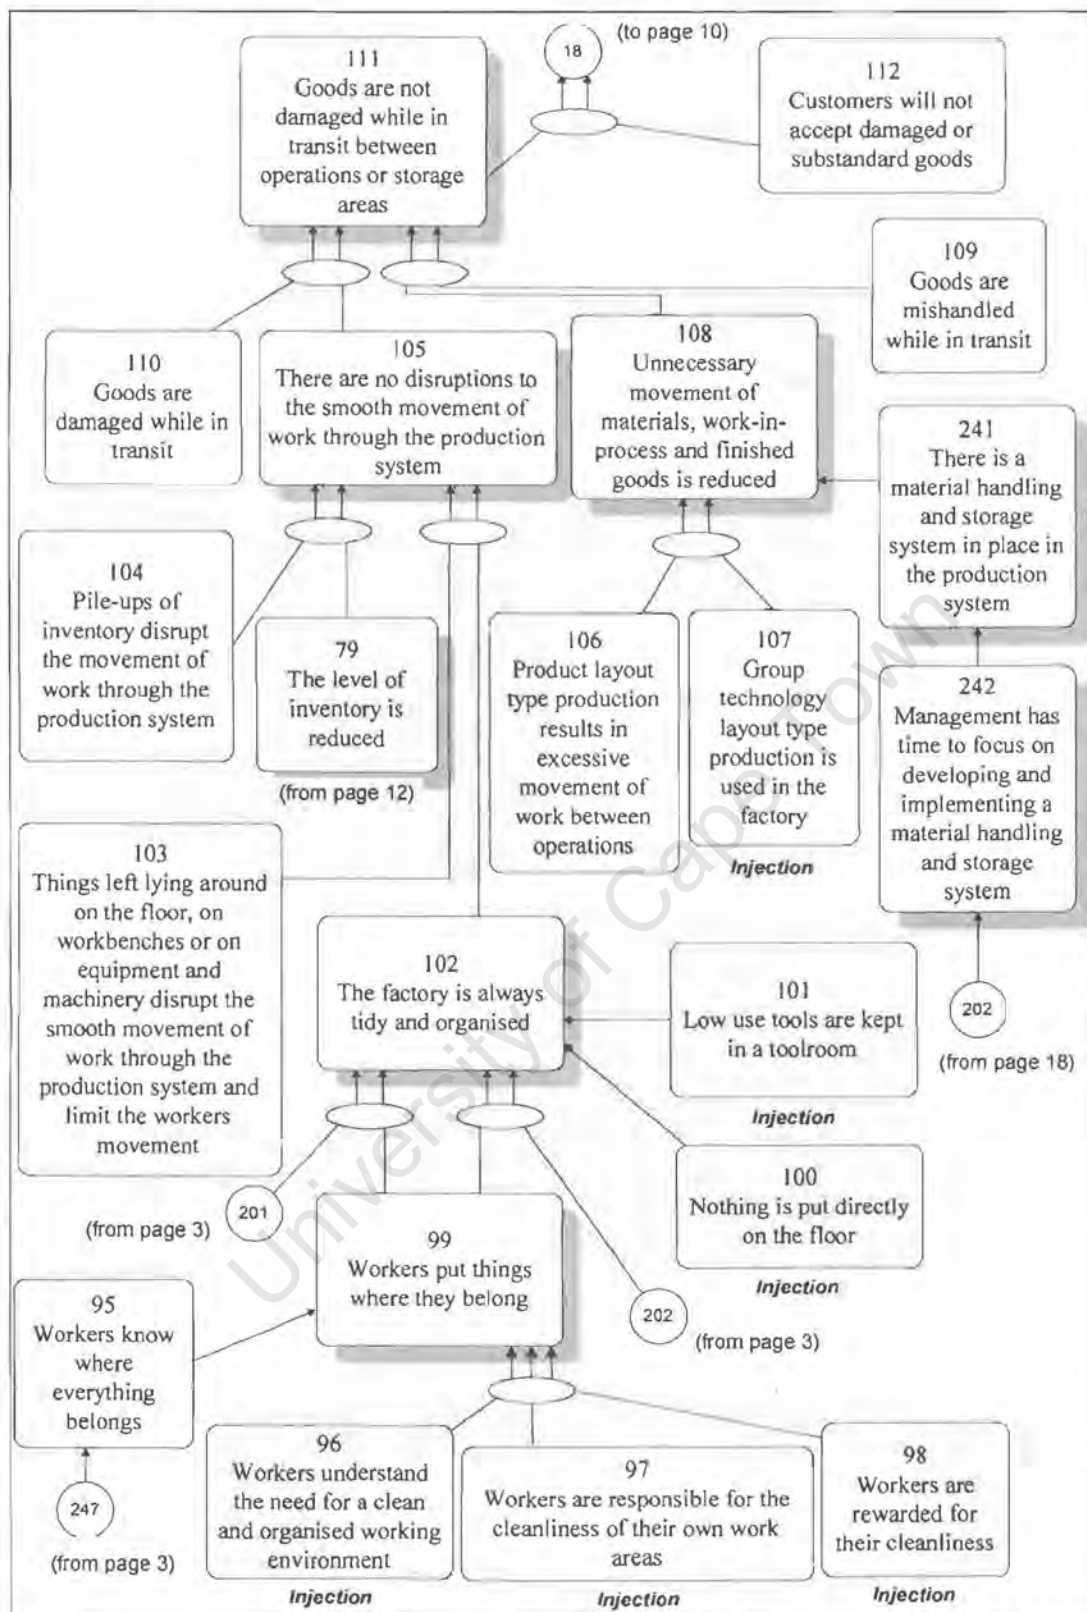 (to page 10)
18
111
Goods are not
damaged while in
transit between
operations or storage
areas
112
Customers will not
accept damaged or
substandard goods
109
Goods are
mishandled
while in transit
110
Goods are
damaged while in
transit
105
There are no disruptions to
the smooth movement of
work through the production
system
108
Unnecessary
movement of
materials, work-in-
process and finished
goods is reduced
241
There is a
material handling
and storage
system in place in
the production
system
104
Pile-ups of
inventory disrupt
the movement of
work through the
production system
79
The level of
inventory is
reduced
(from page 12)
106
Product layout
type production
results in
excessive
movement of
work between
operations
107
Group
technology
layout type
production is
used in the
factory
Injection
242
Management has
time to focus on
developing and
implementing a
material handling
and storage
system
202
(from page 18)
103
Things left lying around
on the floor, on
workbenches or on
equipment and
machinery disrupt the
smooth movement of
work through the
production system and
limit the workers
movement
102
The factory is always
tidy and organised
101
Low use tools are kept
in a toolroom
Injection
100
Nothing is put directly
on the floor
Injection
201
(from page 3)
99
Workers put things
where they belong
202
(from page 3)
95
Workers know
where
everything
belongs
247
(from page 3)
96
Workers understand
the need for a clean
and organised working
environment
Injection
97
Workers are responsible for the
cleanliness of their own work
areas
Injection
98
Workers are
rewarded for
their cleanliness
Injection
University of Cape Town